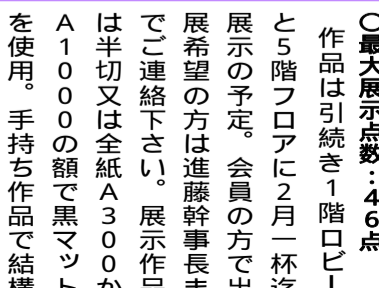 〇最大展示点数：４６点
作品は引続き１階ロビー
と５階フロアに２月一杯迄
展示の予定。会員の方で出
展希望の方は進藤幹事長ま
でご連絡下さい。展示作品
は半切又は全紙Ａ３００か
Ａ１０００の額で黒マット
を使用。手持ち作品で結構